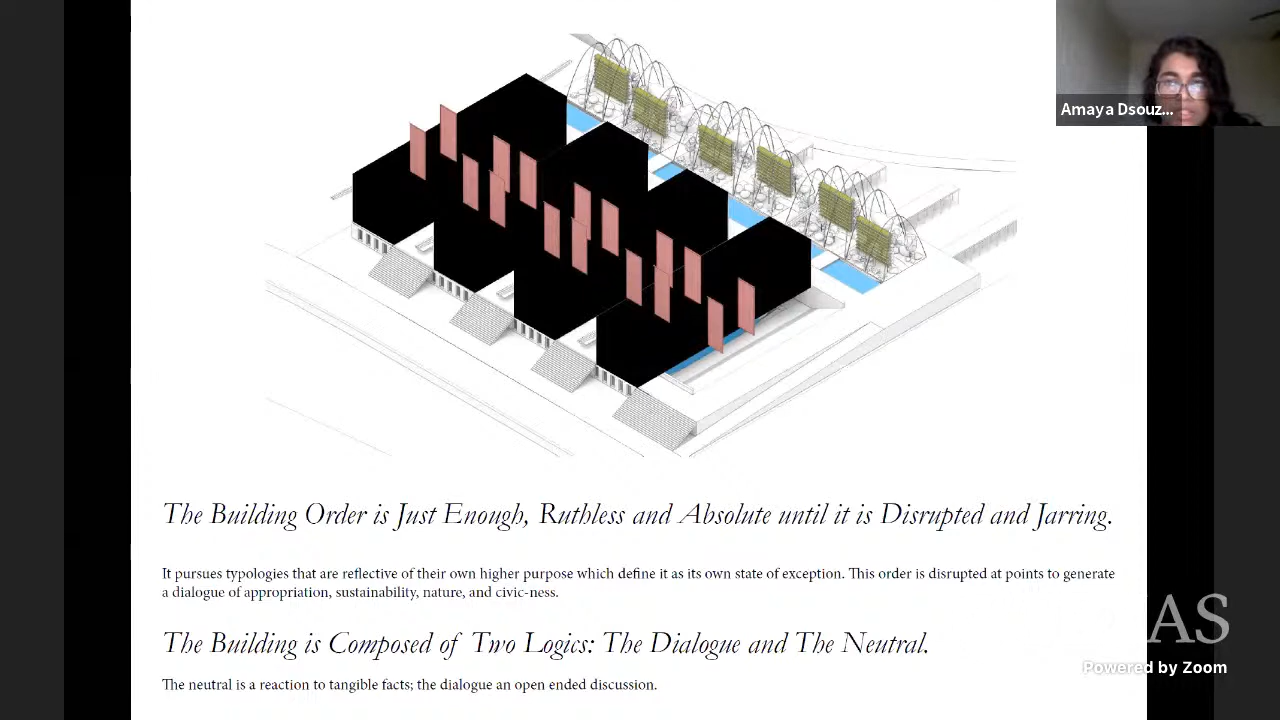 Amaya Dsouz...
The Building Order is Just Enough, Ruthless and Absolute until it is Disrupted and Jarring.
It pursues typologies that are reflective of their own higher purpose which define it as its own state of exception. This order is disrupted at points to generate
a dialogue of appropriation, sustainability, nature, and civic-ness.
The Building is Composed of Two Logics: The Dialogue and The Neutral.
The neutral is a reaction to tangible facts; the dialogue an open ended discussion.
AS
Powered by Zoom